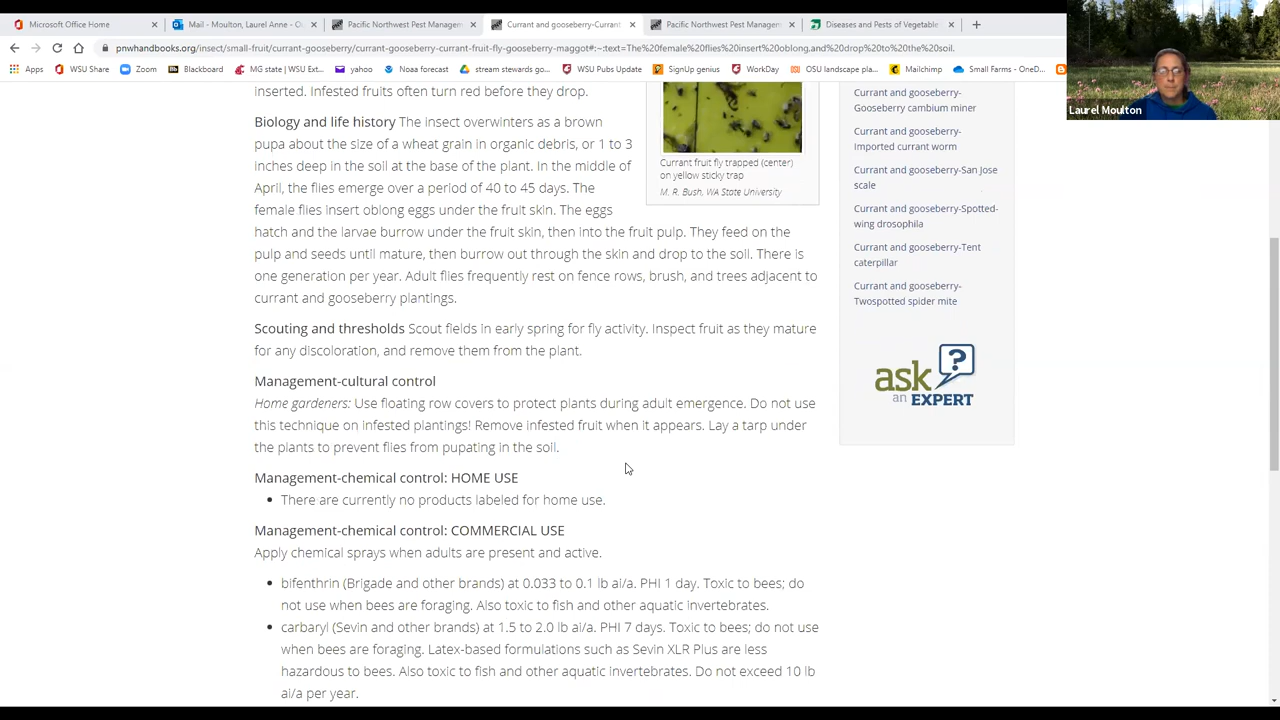 Microsoft Office Home
Mail - Moulton, Laurel Anne - O
Pacific Northwest Pest Managem
Currant and gooseberry-Currant
Pacific Northwest Pest Managem
Diseases and Pests of Vegetable
pnwhandbooks.org/insect/small-fruit/currant-gooseberry/currant-gooseberry-currant-fruit-fly-gooseberry-maggot#:~:text=The%20female%20flies%20insert%20oblong,and%20drop%20to%20the%20soil.
Apps
WSU Share
Zoom
Blackboard
MG state | WSU Ext...
yahoo
Noaa forecast
stream stewards go...
WSU Pubs Update
SignUp genius
WorkDay
OSU landscape pla...
Mailchimp
Small Farms - OneD...
Laurel Moulton
inserted. Infested fruits often turn red before they drop.
Biology and life history The insect overwinters as a brown
pupa about the size of a wheat grain in organic debris, or 1 to 3
inches deep in the soil at the base of the plant. In the middle of
April, the flies emerge over a period of 40 to 45 days. The
female flies insert oblong eggs under the fruit skin. The eggs
hatch and the larvae burrow under the fruit skin, then into the fruit pulp. They feed on the
pulp and seeds until mature, then burrow out through the skin and drop to the soil. There is
one generation per year. Adult flies frequently rest on fence rows, brush, and trees adjacent to
currant and gooseberry plantings.
Currant fruit fly trapped (center)
on yellow sticky trap
M. R. Bush, WA State University
Scouting and thresholds Scout fields in early spring for fly activity. Inspect fruit as they mature
for any discoloration, and remove them from the plant.
Management-cultural control
Home gardeners: Use floating row covers to protect plants during adult emergence. Do not use
this technique on infested plantings! Remove infested fruit when it appears. Lay a tarp under
the plants to prevent flies from pupating in the soil.
Management-chemical control: HOME USE
• There are currently no products labeled for home use.
Management-chemical control: COMMERCIAL USE
Apply chemical sprays when adults are present and active.
• bifenthrin (Brigade and other brands) at 0.033 to 0.1 lb ai/a. PHI 1 day. Toxic to bees; do
not use when bees are foraging. Also toxic to fish and other aquatic invertebrates.
• carbaryl (Sevin and other brands) at 1.5 to 2.0 lb ai/a. PHI 7 days. Toxic to bees; do not use
when bees are foraging. Latex-based formulations such as Sevin XLR Plus are less
hazardous to bees. Also toxic to fish and other aquatic invertebrates. Do not exceed 10 lb
ai/a per year.
Currant and gooseberry-
Gooseberry cambium miner
Currant and gooseberry-
Imported currant worm
Currant and gooseberry-San Jose
scale
Currant and gooseberry-Spotted-
wing drosophila
Currant and gooseberry-Tent
caterpillar
Currant and gooseberry-
Twospotted spider mite
ask
?
an EXPERT